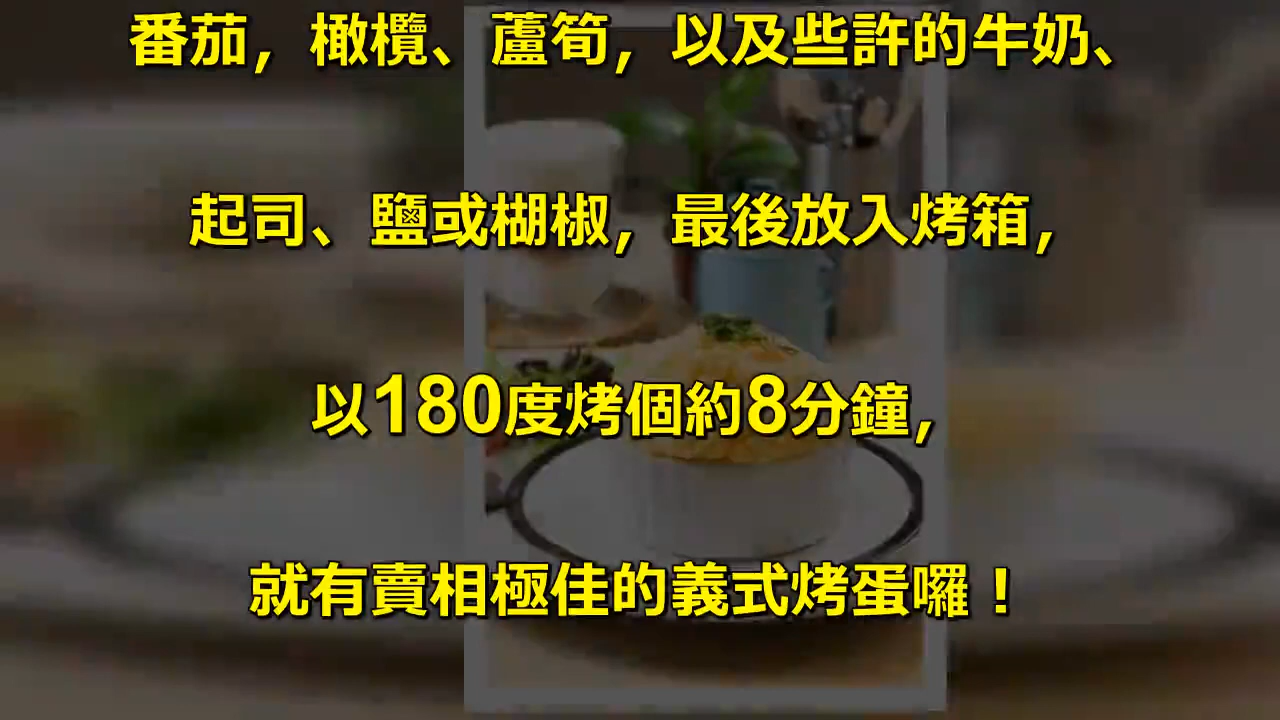 番茄，橄欖、蘆筍，以及些許的牛奶、
起司、鹽或楜椒，最後放入烤箱，
以180度烤個約8分鐘，
就有賣相極佳的義式烤蛋囉！